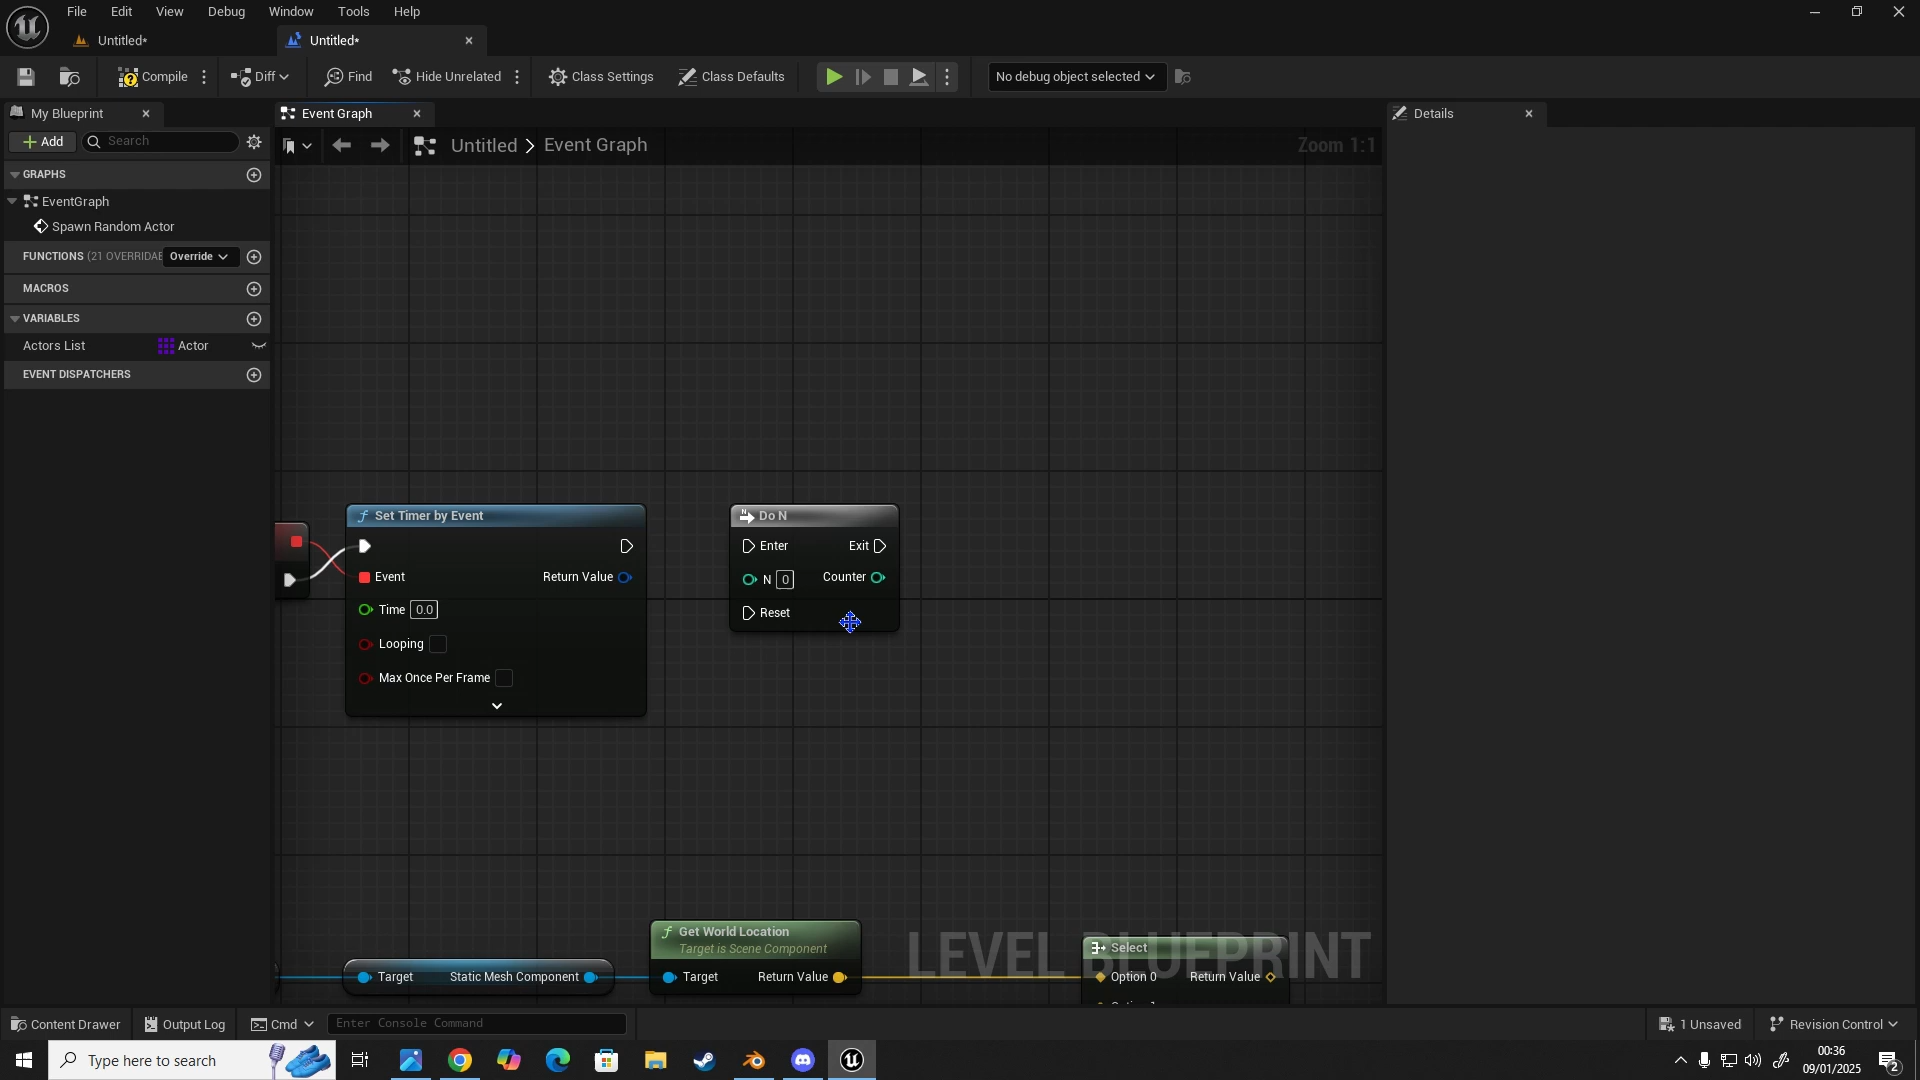 File Edit View Debug Window Tools Help
Untitled* Untitled*
Compile Diff Find Hide Unrelated Class Settings Class Defaults No debug object selected
My Blueprint Event Graph Details
Add Search Untitled > Event Graph Zoom 1:1
GRAPHS
EventGraph
Spawn Random Actor
FUNCTIONS (21 OVERRIDAE Override
MACROS
VARIABLES
Actors List Actor
EVENT DISPATCHERS
Set Timer by Event
Event Return Value
Time 0.0
Looping
Max Once Per Frame
Do N
Enter Exit
N 0 Counter
Reset
Target Static Mesh Component
Get World Location
Target is Scene Component
Target Return Value
Select
Option 0 Return Value
LEVEL BLUEPRINT
Content Drawer Output Log Cmd Enter Console Command 1 Unsaved Revision Control
Type here to search 00:36
09/01/2025 2